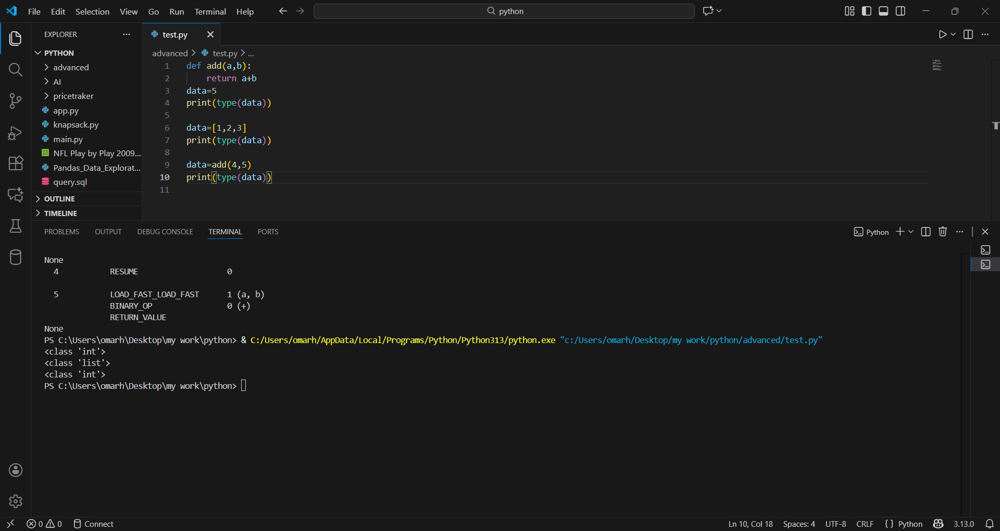 File Edit Selection View Go Run Terminal Help
python
EXPLORER
PYTHON
advanced
AI
pricetraker
app.py
knapsack.py
main.py
NFL Play by Play 2009...
Pandas_Data_Explorat...
query.sql
OUTLINE
TIMELINE
test.py
advanced > test.py > ...
1 def add(a,b):
2     return a+b
3 data=5
4 print(type(data))
5
6 data=[1,2,3]
7 print(type(data))
8
9 data=add(4,5)
10 print(type(data))
11
PROBLEMS OUTPUT DEBUG CONSOLE TERMINAL PORTS
Python
None
  4           RESUME                   0
  5           LOAD_FAST_LOAD_FAST      1 (a, b)
              BINARY_OP                0 (+)
              RETURN_VALUE
None
PS C:\Users\omarh\Desktop\my work\python> & C:/Users/omarh/AppData/Local/Programs/Python/Python313/python.exe "c:/Users/omarh/Desktop/my work/python/advanced/test.py"
<class 'int'>
<class 'list'>
<class 'int'>
PS C:\Users\omarh\Desktop\my work\python>
0 0 Connect
Ln 10, Col 18 Spaces: 4 UTF-8 CRLF { } Python 3.13.0